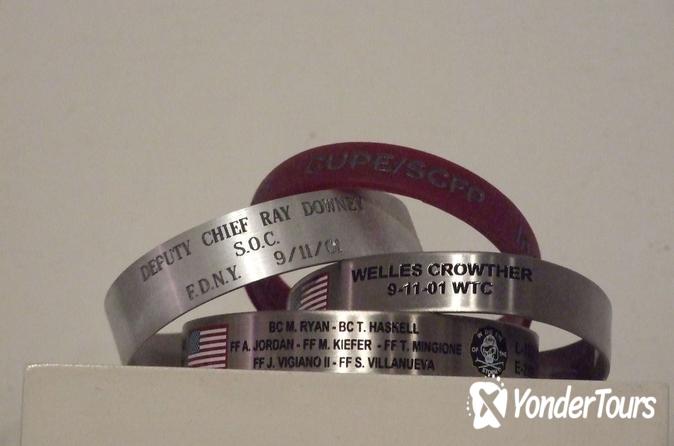 CUPE/SCFP
DEPUTY CHIEF RAY DOWNEY
S.O.C.
F.D.N.Y. 9/11/01
WELLES CROWTHER
9-11-01 WTC
BC M. RYAN - BC T. HASKELL
FF A. JORDAN - FF M. KIEFER - FF T. MINGIONE
FF J. VIGIANO II - FF S. VILLANUEVA
YonderTours